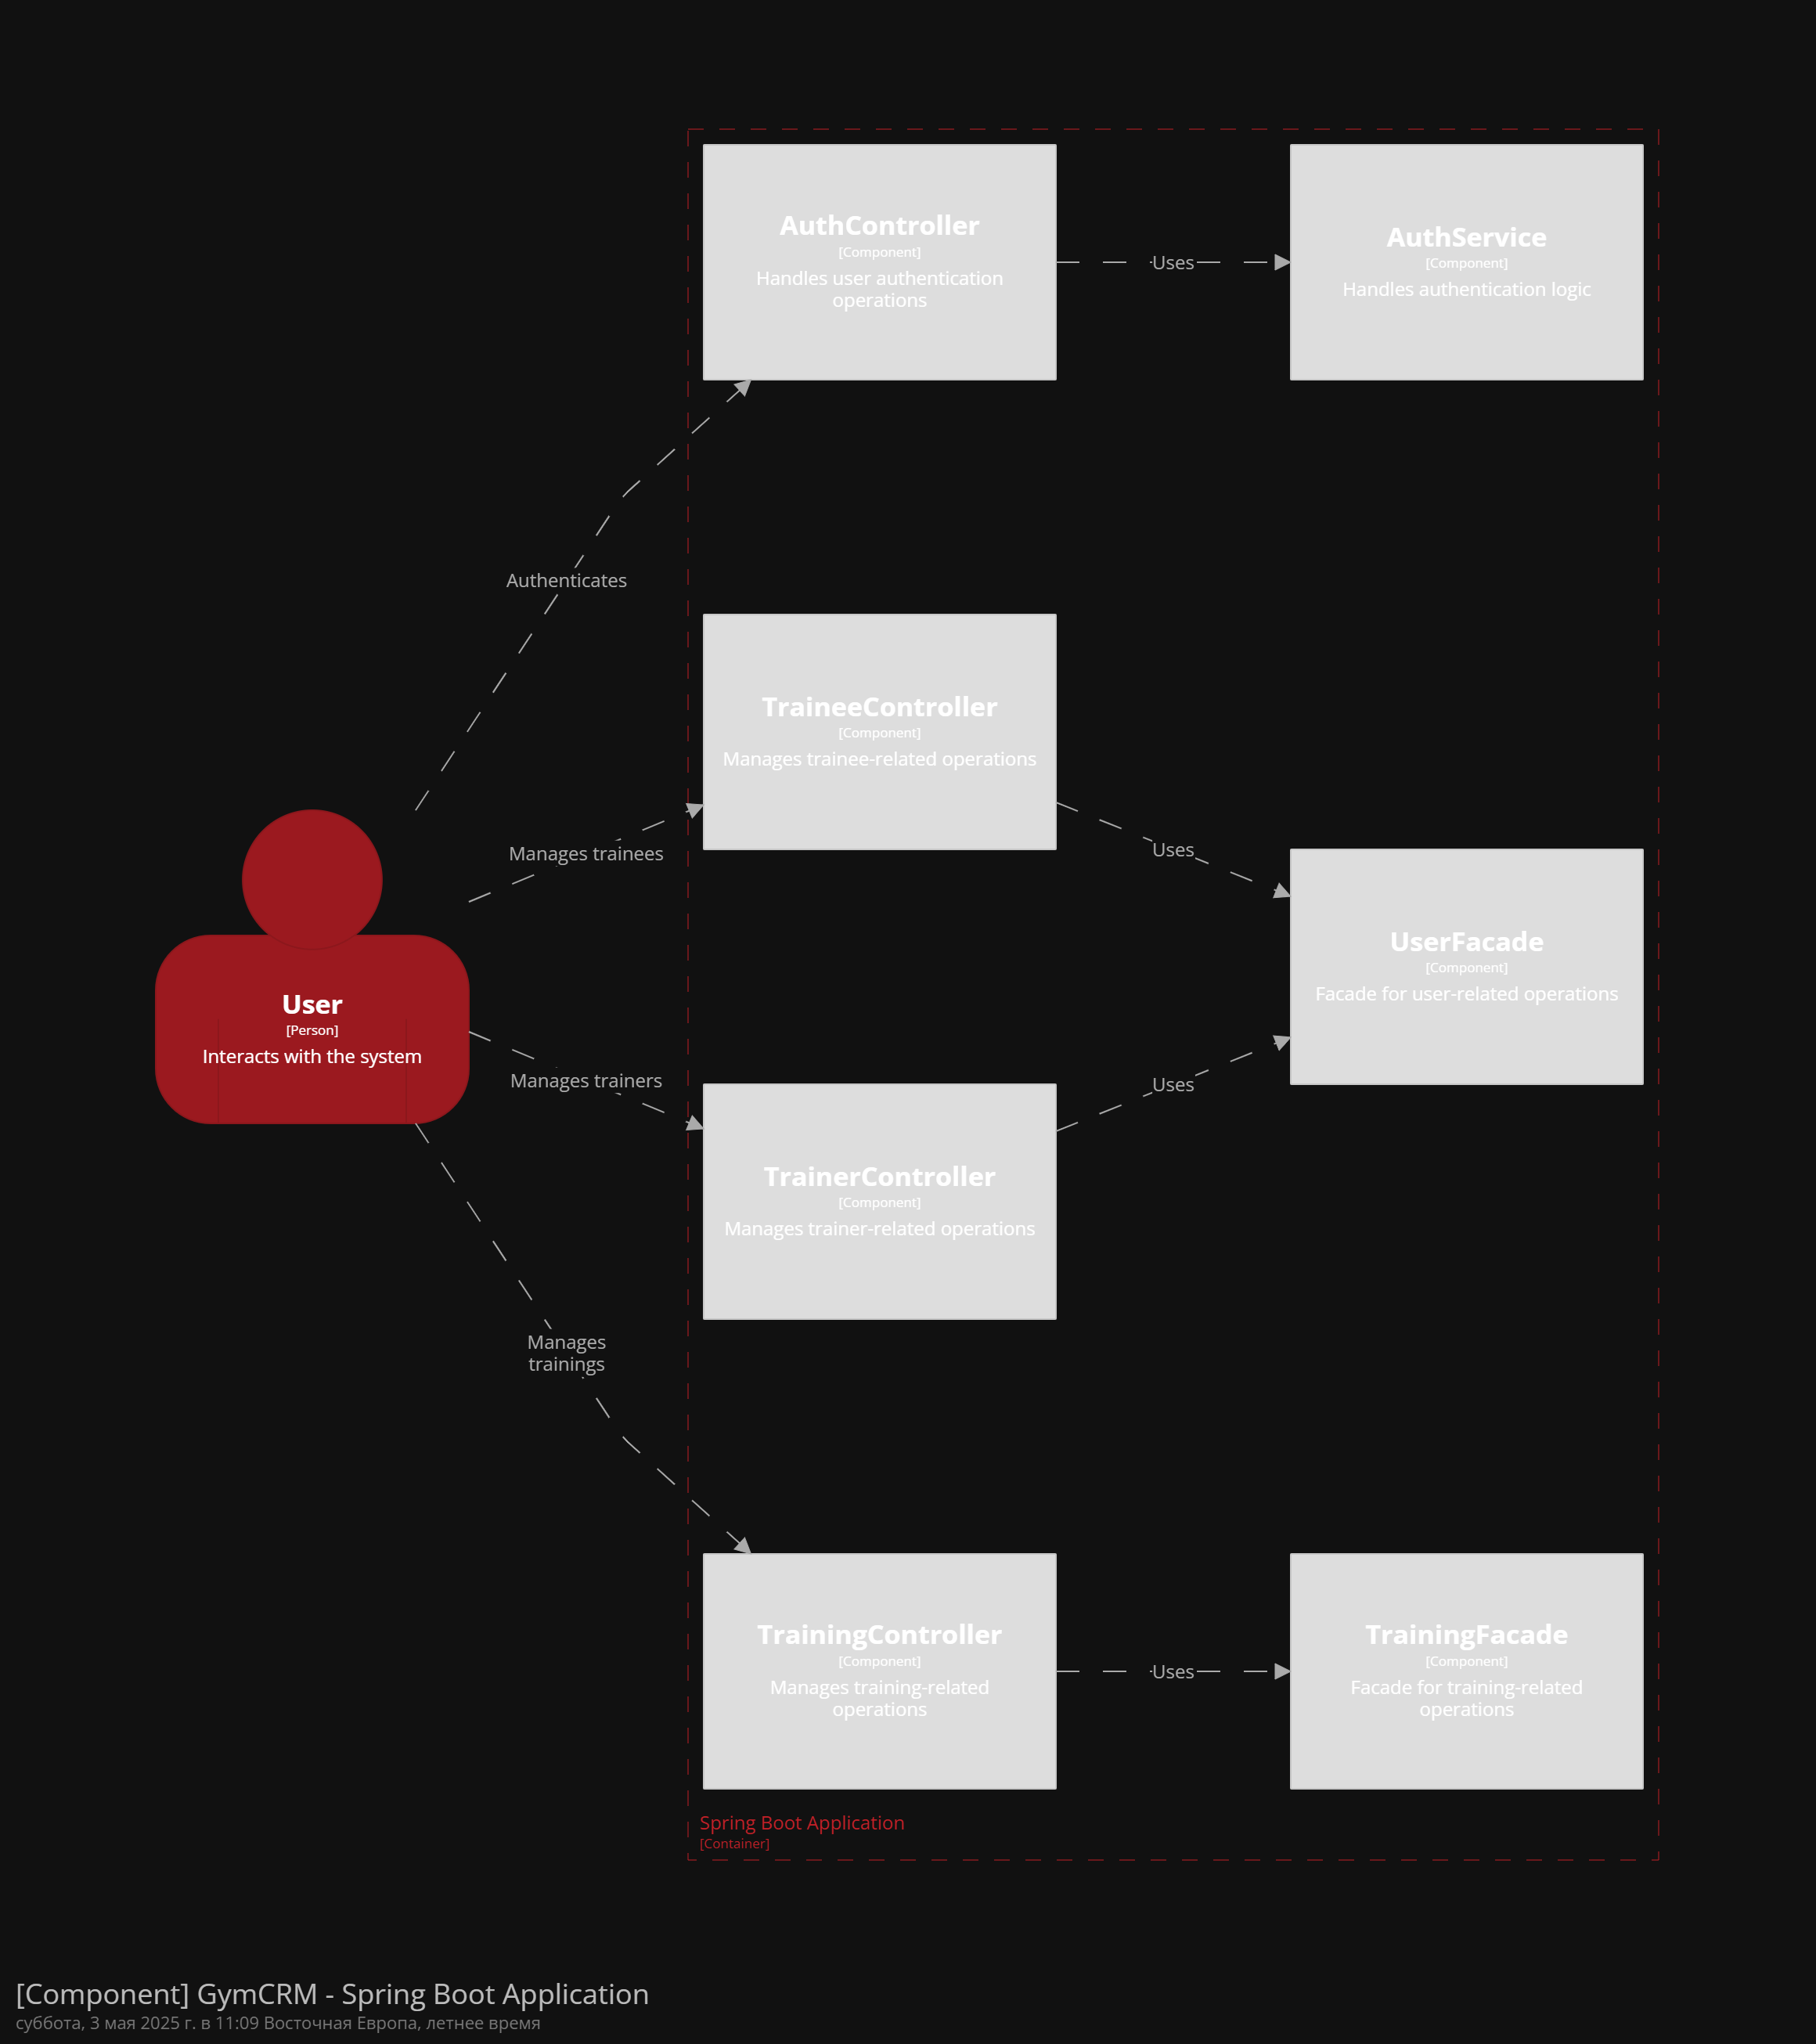 AuthController
[Component]
Handles user authentication
operations
Uses
AuthService
[Component]
Handles authentication logic
Authenticates
TraineeController
[Component]
Manages trainee-related operations
Manages trainees
Uses
UserFacade
[Component]
Facade for user-related operations
User
[Person]
Interacts with the system
Manages trainers
Uses
TrainerController
[Component]
Manages trainer-related operations
Manages
trainings
TrainingController
[Component]
Manages training-related
operations
Uses
TrainingFacade
[Component]
Facade for training-related
operations
Spring Boot Application
[Container]
[Component] GymCRM - Spring Boot Application
суббота, 3 мая 2025 г. в 11:09 Восточная Европа, летнее время